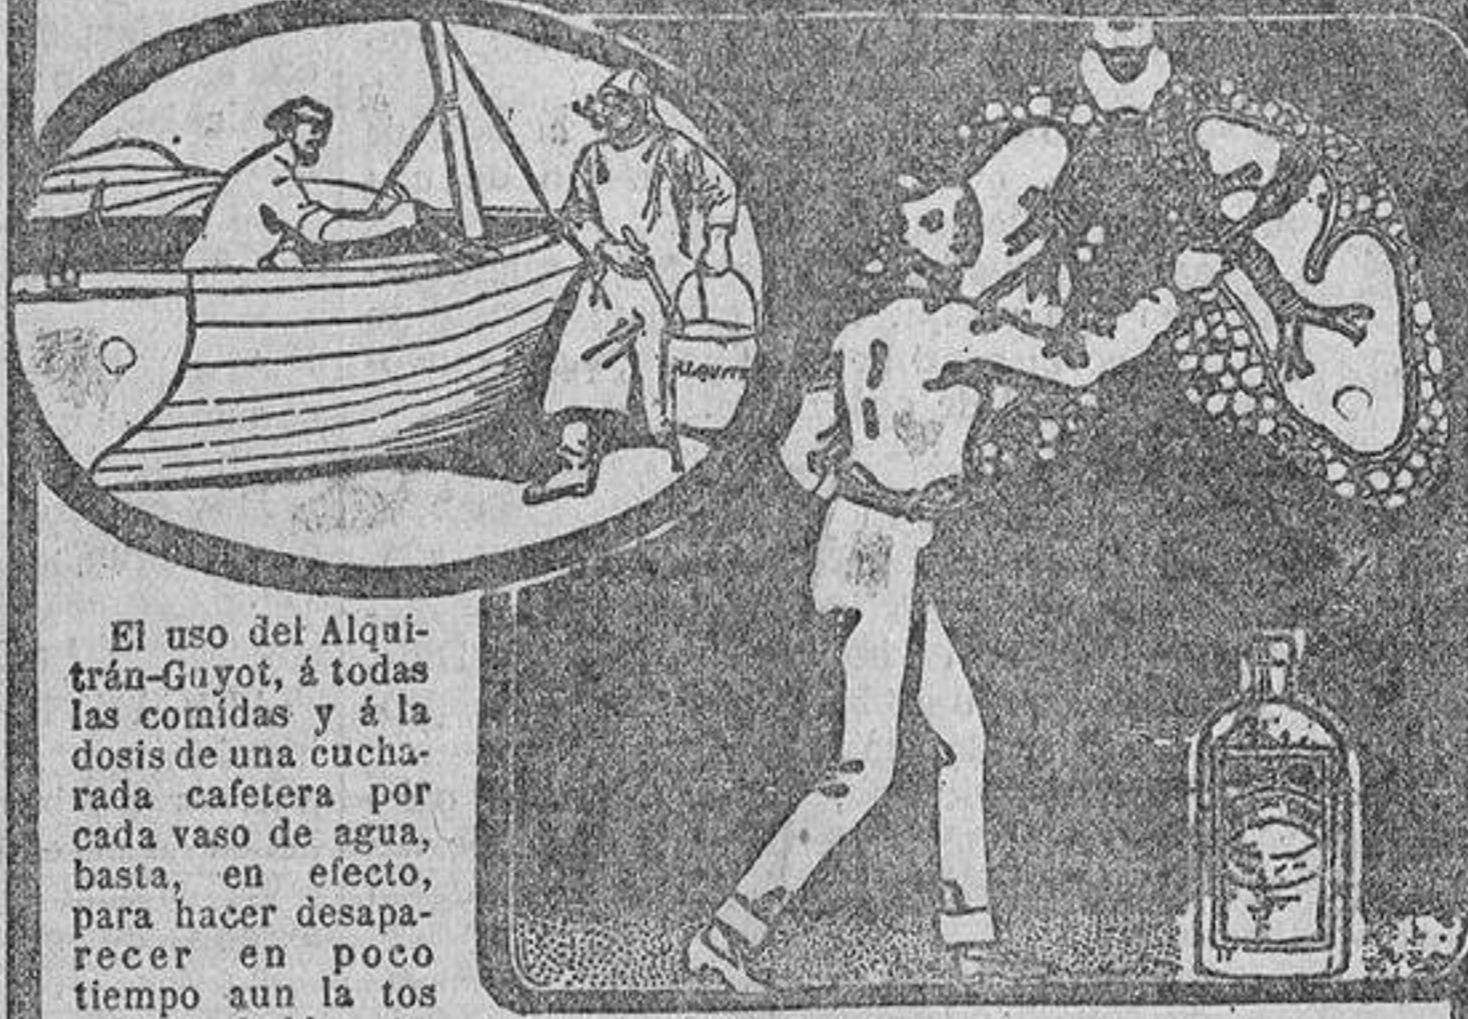 El uso del Alqui-
trán-Guyot, á todas
las comidas y á la
dosis de una cucha-
rada cafetera por
cada vaso de agua,
basta, en efecto,
para hacer desapa-
recer en poco
tiempo aun la tos